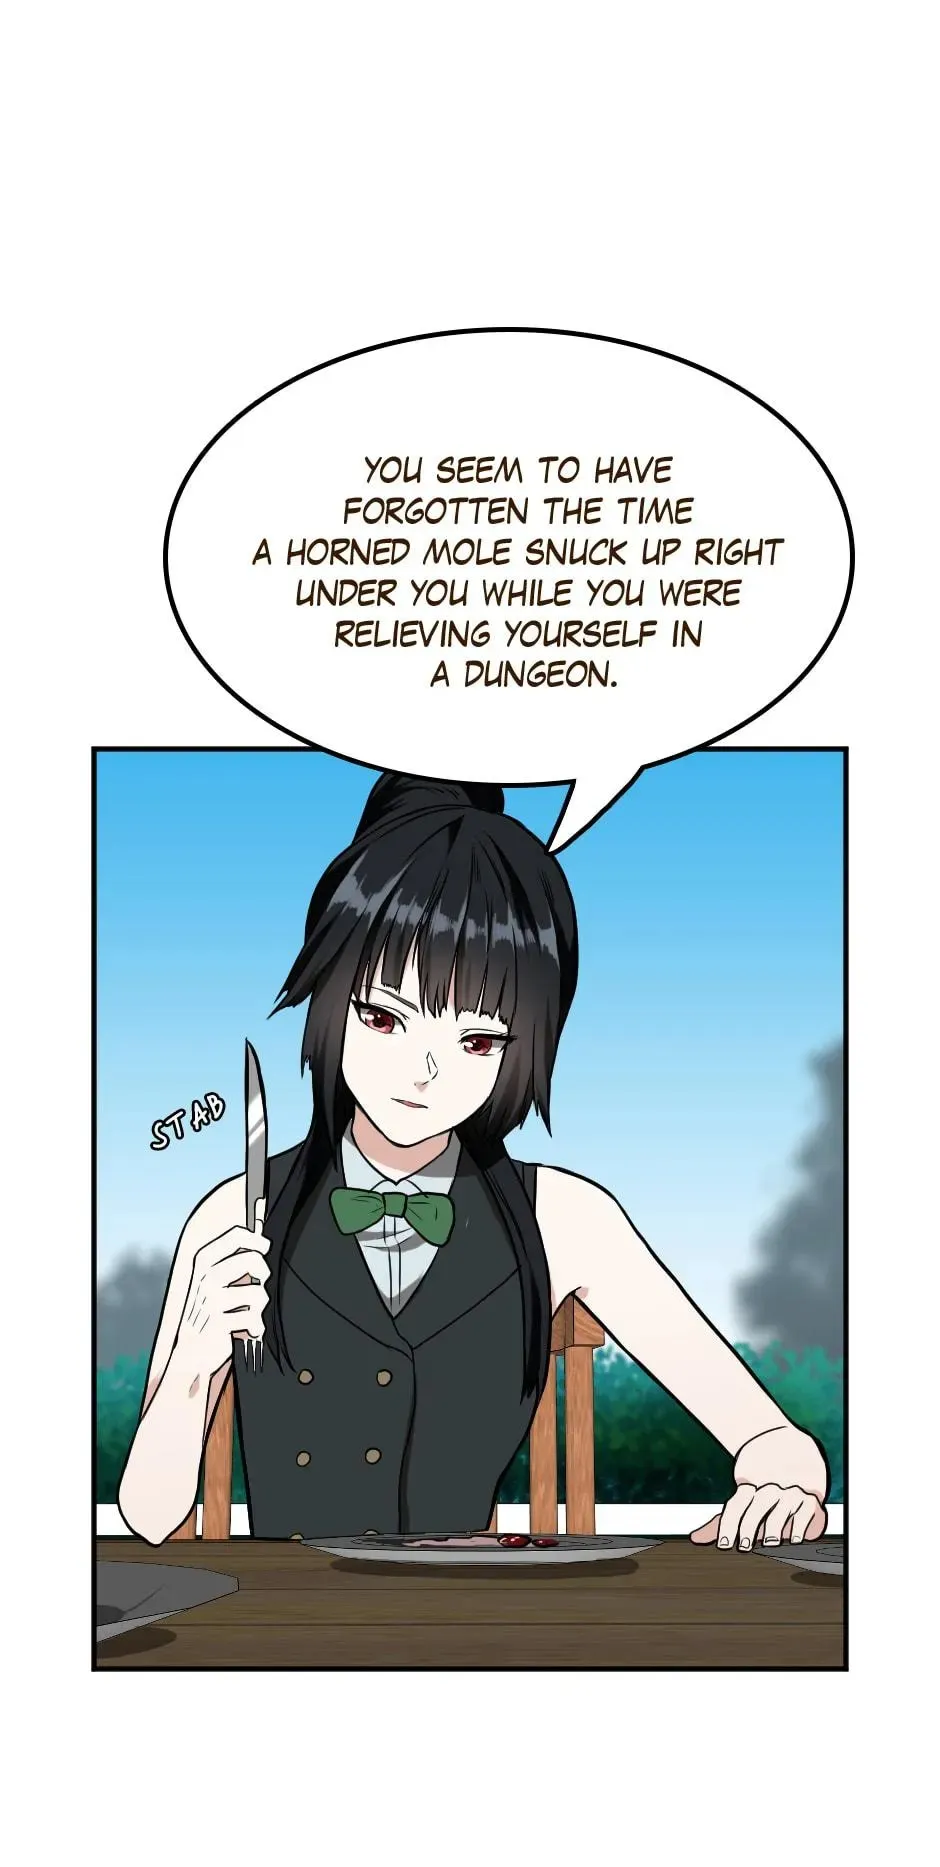 YOU SEEM TO HAVE
FORGOTTEN THE TIME
A HORNED MOLE SNUCK UP RIGHT
UNDER YOU WHILE YOU WERE
RELIEVING YOURSELF IN
A DUNGEON.
STAB